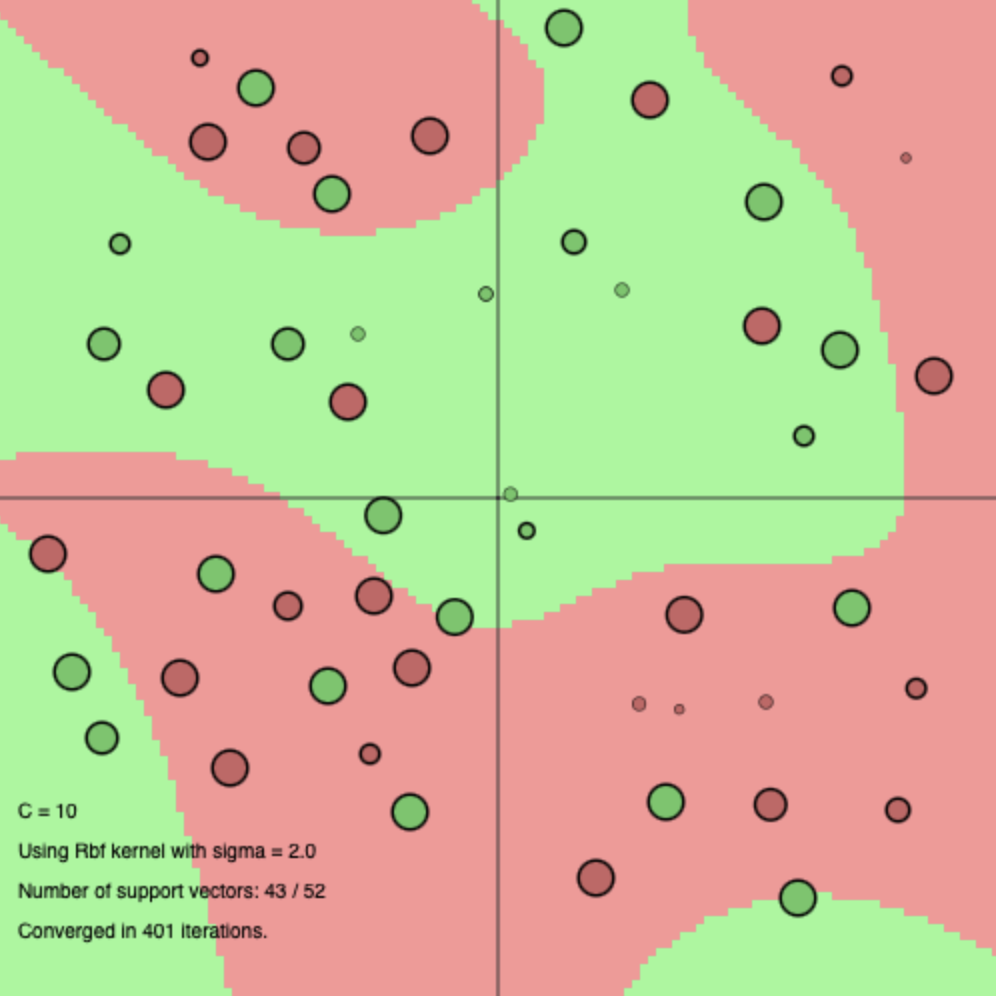 C = 10
Using Rbf kernel with sigma = 2.0
Number of support vectors: 43 / 52
Converged in 401 iterations.